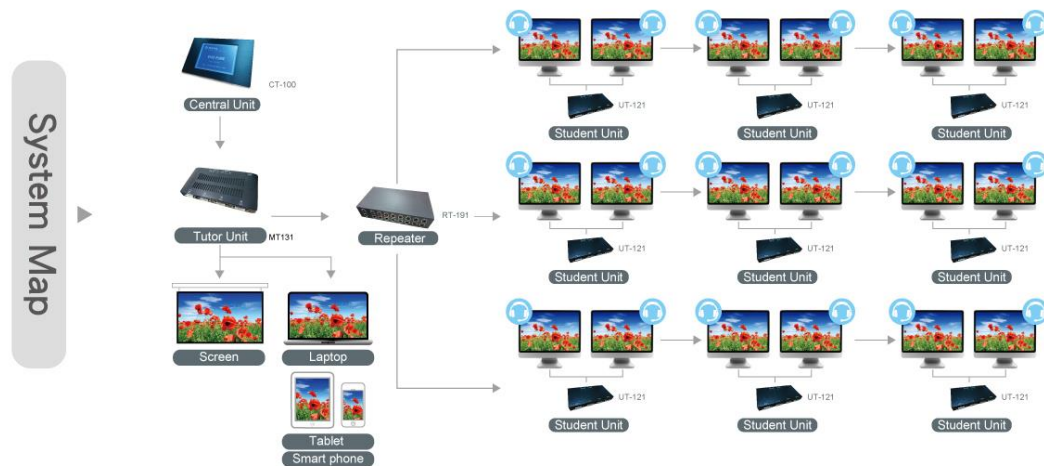 System Map
CT-100
Central Unit
Tutor Unit MT131
RT-191
Repeater
Screen
Laptop
Tablet
Smart phone
UT-121
Student Unit
UT-121
Student Unit
UT-121
Student Unit
UT-121
Student Unit
UT-121
Student Unit
UT-121
Student Unit
UT-121
Student Unit
UT-121
Student Unit
UT-121
Student Unit